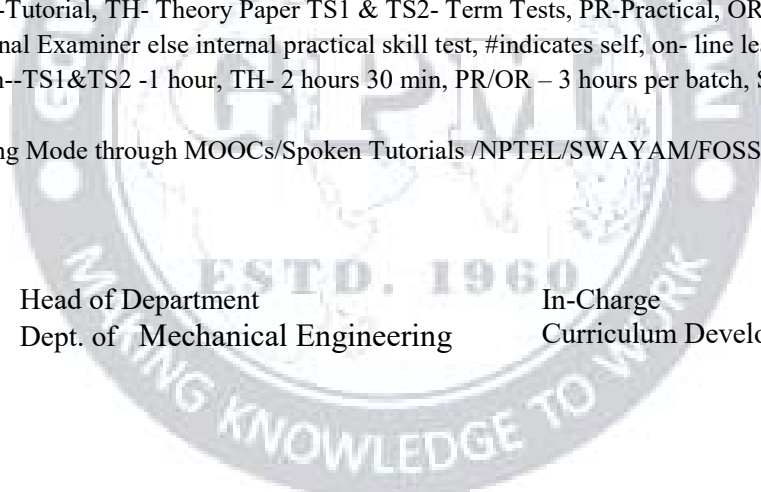 -Tutorial, TH- Theory Paper TS1 & TS2- Term Tests, PR-Practical, OR
nal Examiner else internal practical skill test, #indicates self, on- line lea
n--TS1&TS2 -1 hour, TH- 2 hours 30 min, PR/OR – 3 hours per batch, S
ng Mode through MOOCs/Spoken Tutorials /NPTEL/SWAYAM/FOSS
GPM
ESTD. 1960
Head of Department In-Charge
Dept. of Mechanical Engineering Curriculum Develo
KNOWLEDGE TO WORK